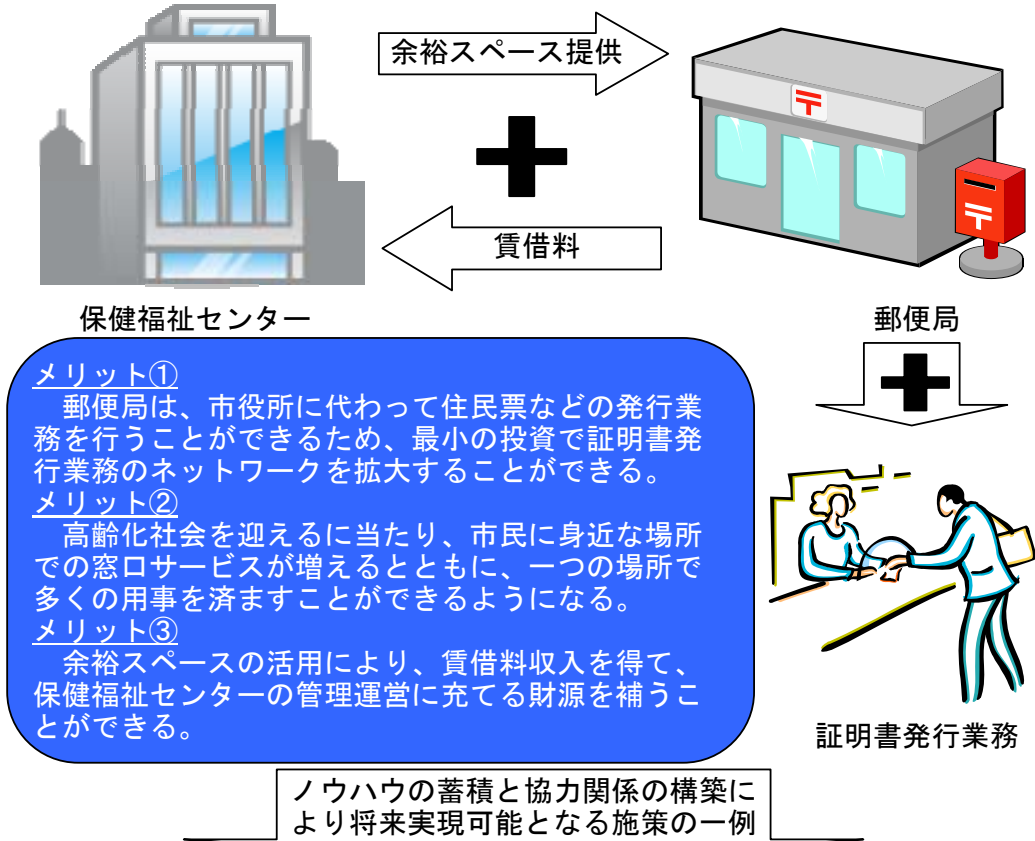 余裕スペース提供
賃借料
保健福祉センター
郵便局
メリット①
郵便局は、市役所に代わって住民票などの発行業
務を行うことができるため、最小の投資で証明書発
行業務のネットワークを拡大することができる。
メリット②
高齢化社会を迎えるに当たり、市民に身近な場所
での窓口サービスが増えるとともに、一つの場所で
多くの用事を済ますことができるようになる。
メリット③
余裕スペースの活用により、賃借料収入を得て、
保健福祉センターの管理運営に充てる財源を補うこ
とができる。
証明書発行業務
ノウハウの蓄積と協力関係の構築に
より将来実現可能となる施策の一例